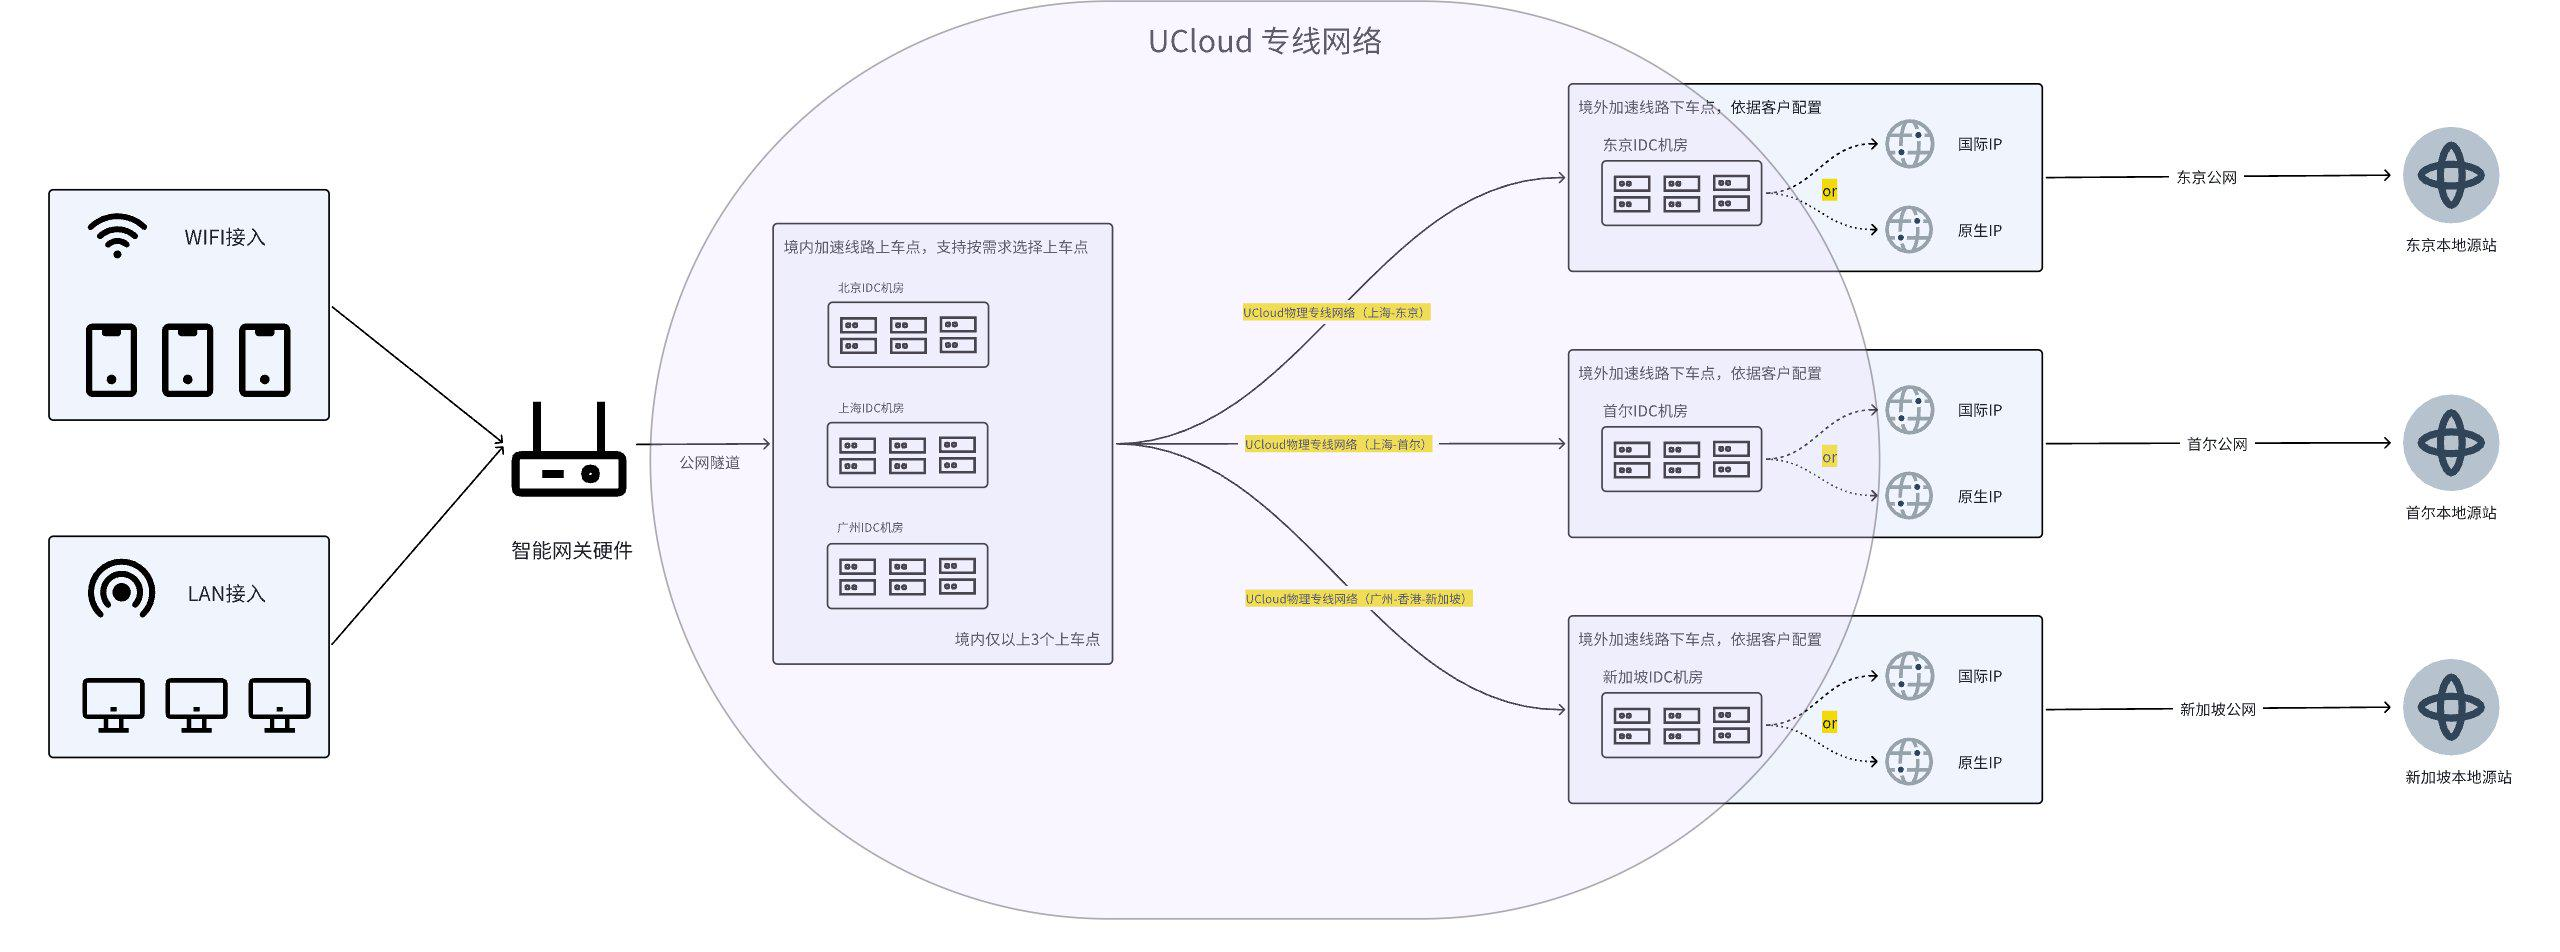 UCloud 专线网络
WIFI接入
LAN接入
智能网关硬件
公网隧道
境内加速线路上车点，支持按需求选择上车点
北京IDC机房
上海IDC机房
广州IDC机房
境内仅以上3个上车点
UCloud物理专线网络（上海-东京）
UCloud物理专线网络（上海-首尔）
UCloud物理专线网络（广州-香港-新加坡）
境外加速线路下车点，依据客户配置
东京IDC机房
国际IP
or
原生IP
东京公网
东京本地源站
境外加速线路下车点，依据客户配置
首尔IDC机房
国际IP
or
原生IP
首尔公网
首尔本地源站
境外加速线路下车点，依据客户配置
新加坡IDC机房
国际IP
or
原生IP
新加坡公网
新加坡本地源站